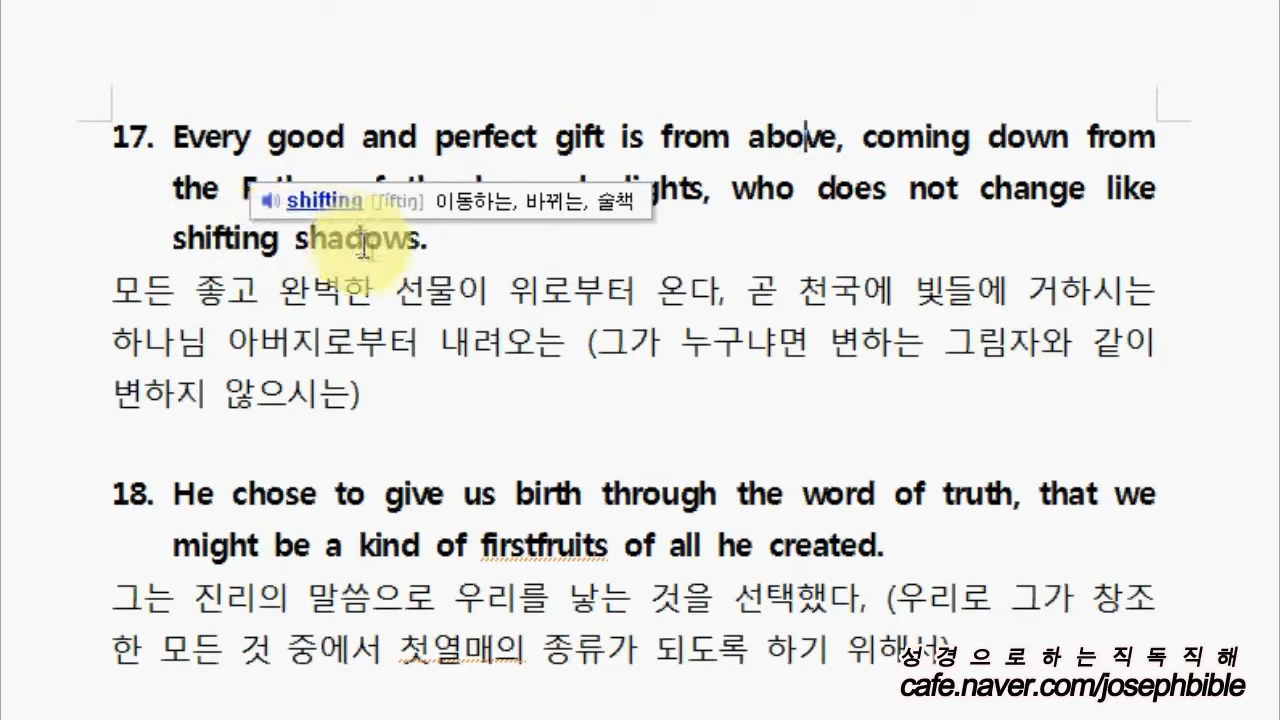 17. Every good and perfect gift is from above, coming down from
the lights, who does not change like
shifting [ʃíftiŋ] 이동하는, 바뀌는, 술책
shifting shadows.
모든 좋고 완벽한 선물이 위로부터 온다, 곧 천국에 빛들에 거하시는
하나님 아버지로부터 내려오는 (그가 누구냐면 변하는 그림자와 같이
변하지 않으시는)
18. He chose to give us birth through the word of truth, that we
might be a kind of firstfruits of all he created.
그는 진리의 말씀으로 우리를 낳는 것을 선택했다, (우리로 그가 창조
한 모든 것 중에서 첫열매의 종류가 되도록 하기 위해서)
성경으로하는직독직해
cafe.naver.com/josephbible